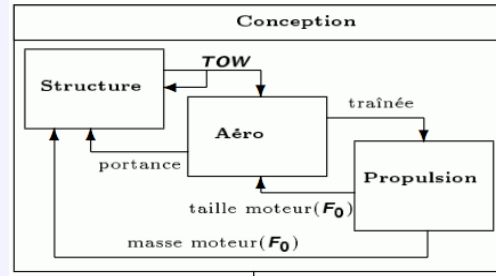 Conception
TOW
Structure
traînée
Aéro
portance
Propulsion
taille moteur(F₀)
masse moteur(F₀)